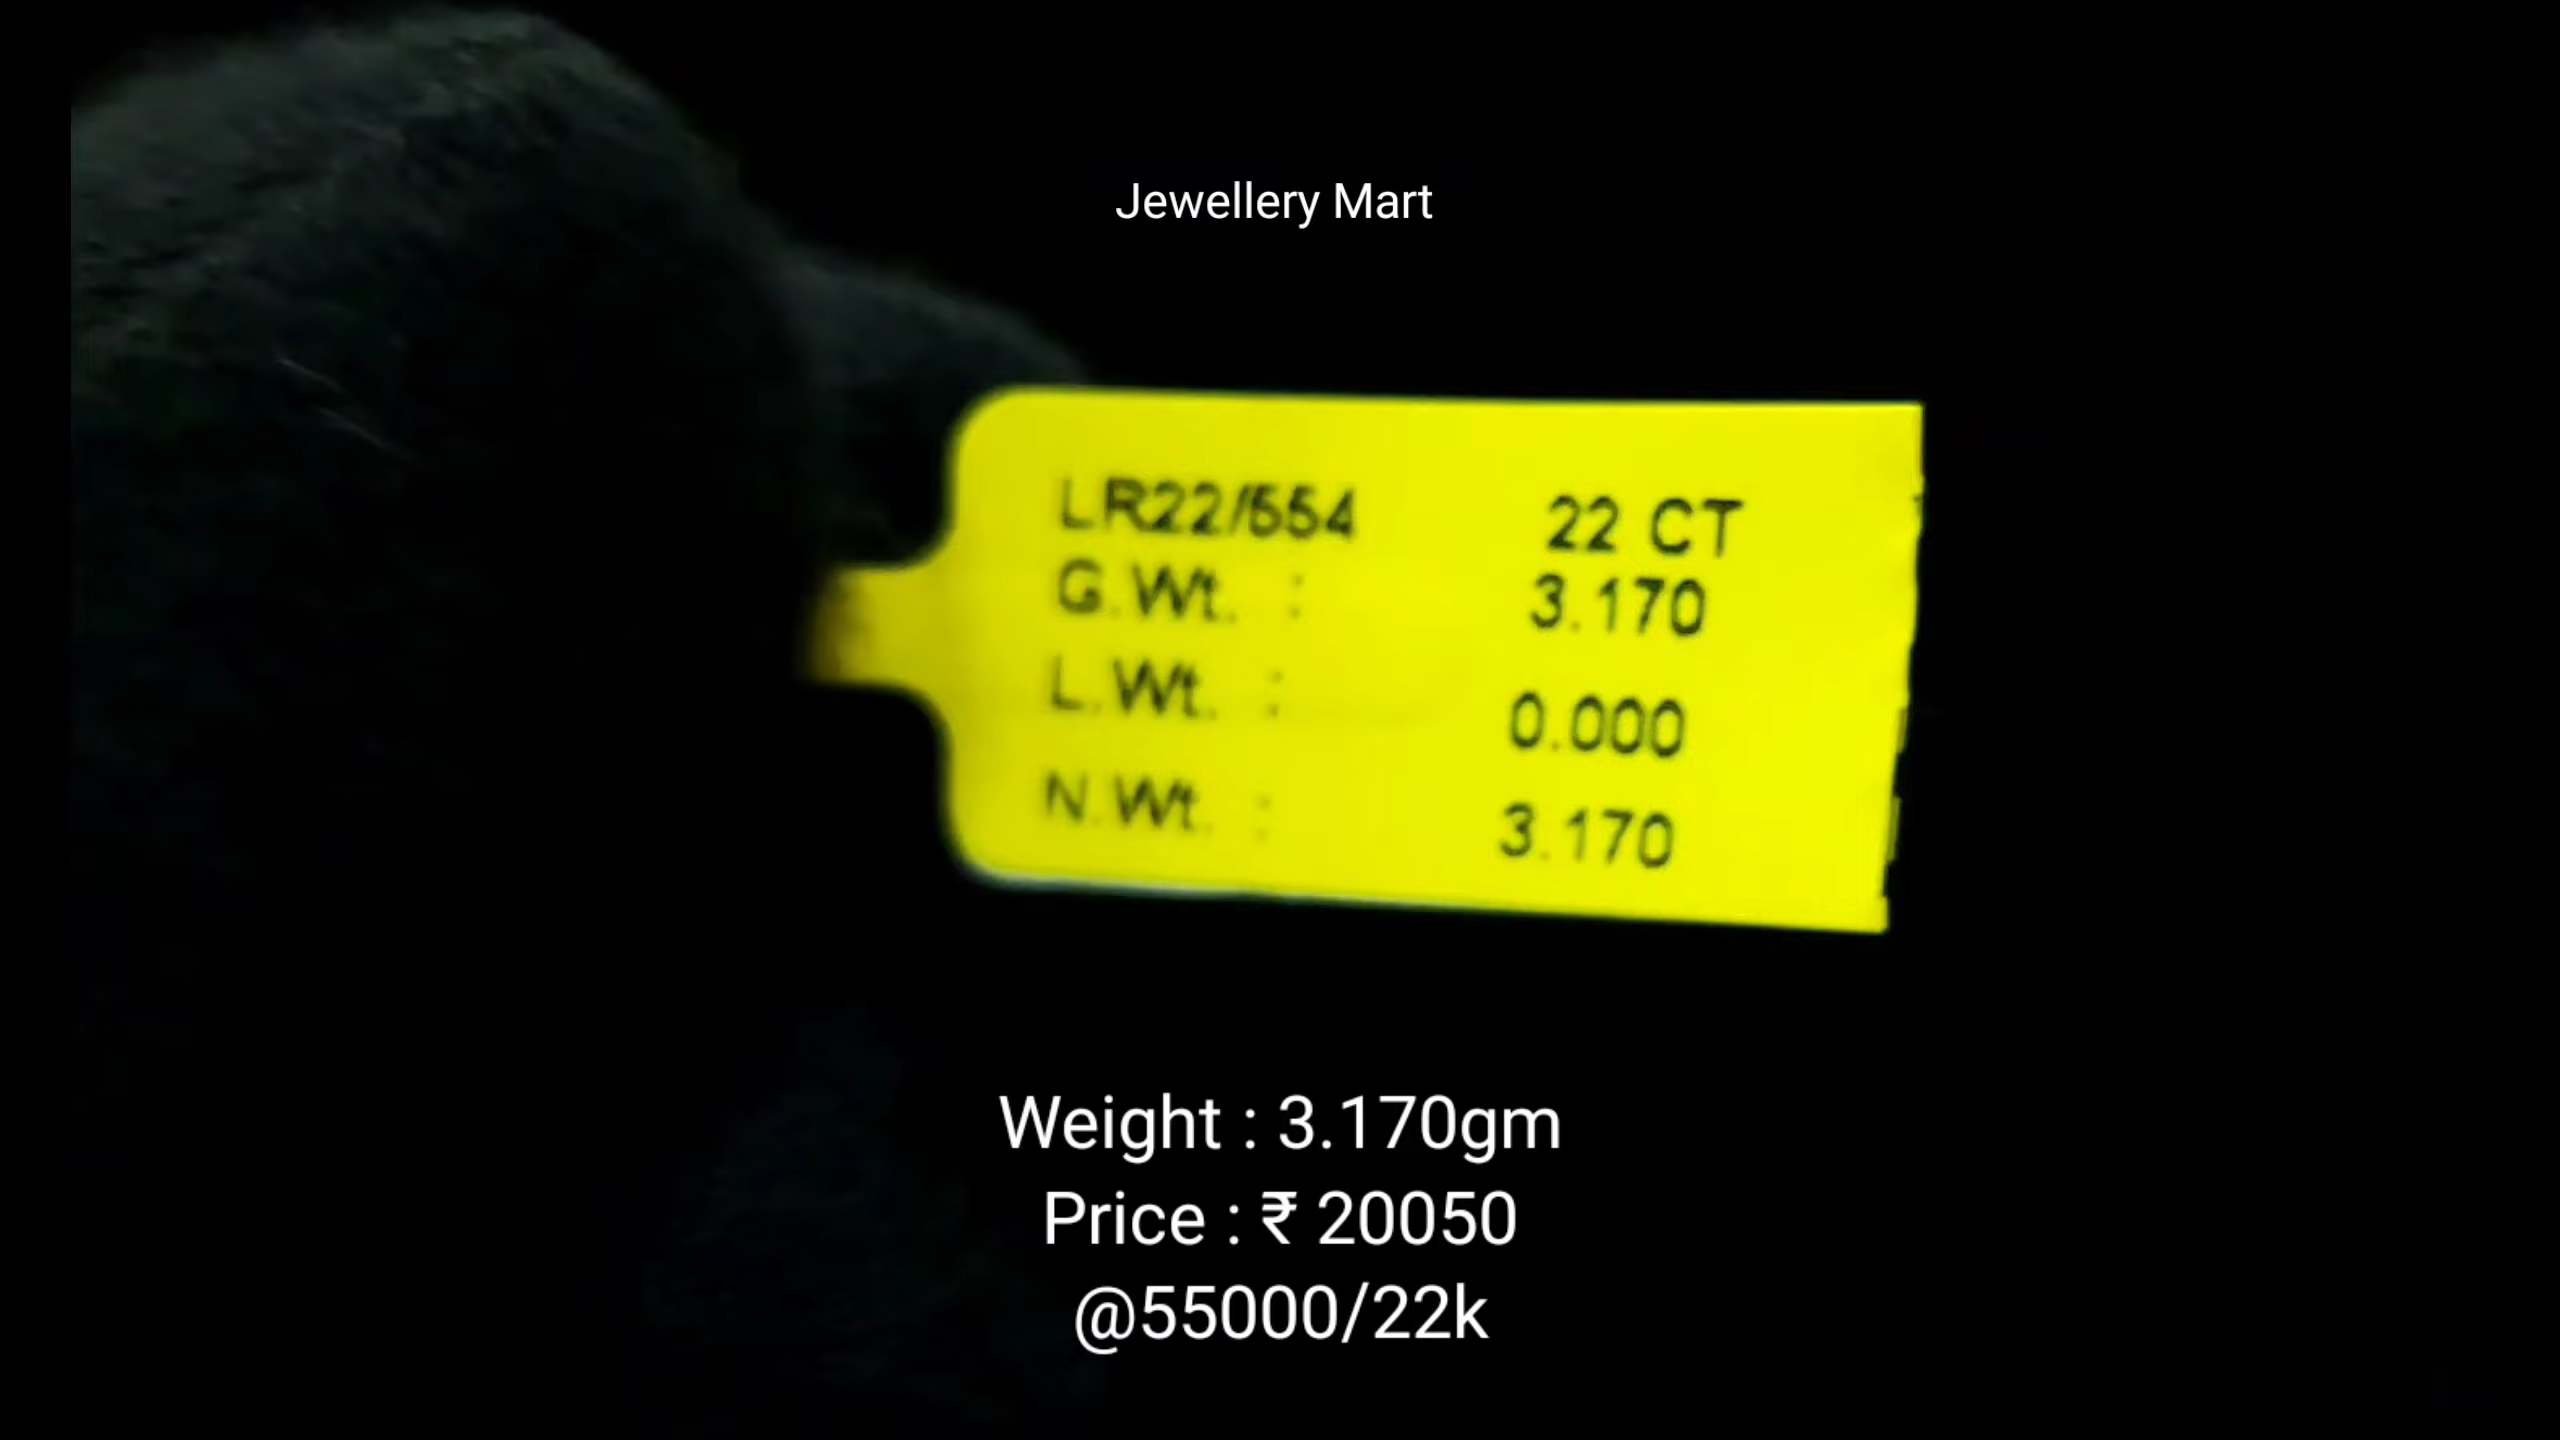 Jewellery Mart
LR22/554 22 CT
G.Wt. : 3.170
L.Wt. : 0.000
N.Wt. : 3.170
Weight : 3.170gm
Price : ₹ 20050
@55000/22k